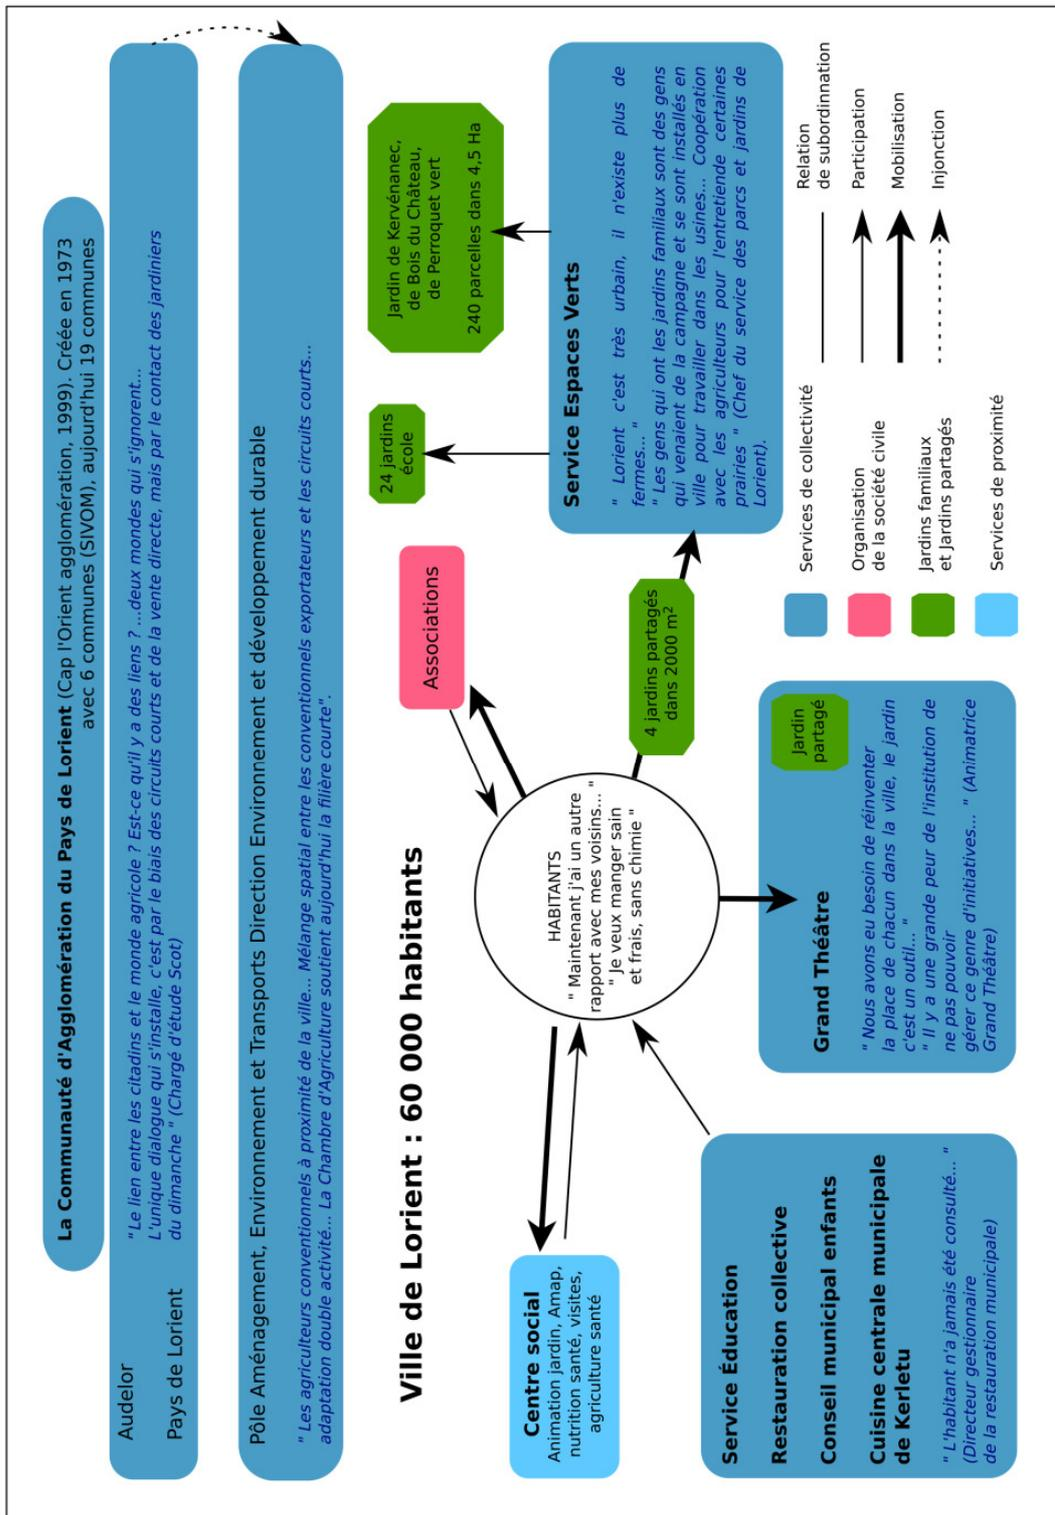 La Communauté d'Agglomération du Pays de Lorient (Cap l'Orient agglomération, 1999). Créée en 1973
avec 6 communes (SIVOM), aujourd'hui 19 communes
Audelor
Pays de Lorient
"Le lien entre les citadins et le monde agricole ? Est-ce qu'il y a des liens ? ...deux mondes qui s'ignorent...
L'unique dialogue qui s'installe, c'est par le biais des circuits courts et de la vente directe, mais par le contact des jardiniers
du dimanche " (Chargé d'étude Scot)
Pôle Aménagement, Environnement et Transports Direction Environnement et développement durable
" Les agriculteurs conventionnels à proximité de la ville... Mélange spatial entre les conventionnels exportateurs et les circuits courts...
adaptation double activité... La Chambre d'Agriculture soutient aujourd'hui la filière courte".
Ville de Lorient : 60 000 habitants
Centre social
Animation jardin, Amap,
nutrition santé, visites,
agriculture santé
HABITANTS
" Maintenant j'ai un autre
rapport avec mes voisins... "
" Je veux manger sain
et frais, sans chimie "
Associations
24 jardins
école
Jardin de Kervénanec,
de Bois du Château,
de Perroquet vert
240 parcelles dans 4,5 Ha
4 jardins partagés
dans 2000 m²
Service Espaces Verts
" Lorient c'est très urbain, il n'existe plus de
fermes... "
" Les gens qui ont les jardins familiaux sont des gens
qui venaient de la campagne et se sont installés en
ville pour travailler dans les usines... Coopération
avec les agriculteurs pour l'entretiende certaines
prairies " (Chef du service des parcs et jardins de
Lorient).
Service Éducation
Restauration collective
Conseil municipal enfants
Cuisine centrale municipale
de Kerletu
" L'habitant n'a jamais été consulté... "
(Directeur gestionnaire
de la restauration municipale)
Grand Théâtre
Jardin
partagé
" Nous avons eu besoin de réinventer
la place de chacun dans la ville, le jardin
c'est un outil... "
" Il y a une grande peur de l'institution de
ne pas pouvoir
gérer ce genre d'initiatives... " (Animatrice
Grand Théâtre)
Services de collectivité
Organisation
de la société civile
Jardins familiaux
et Jardins partagés
Services de proximité
Relation
de subordinnation
Participation
Mobilisation
Injonction